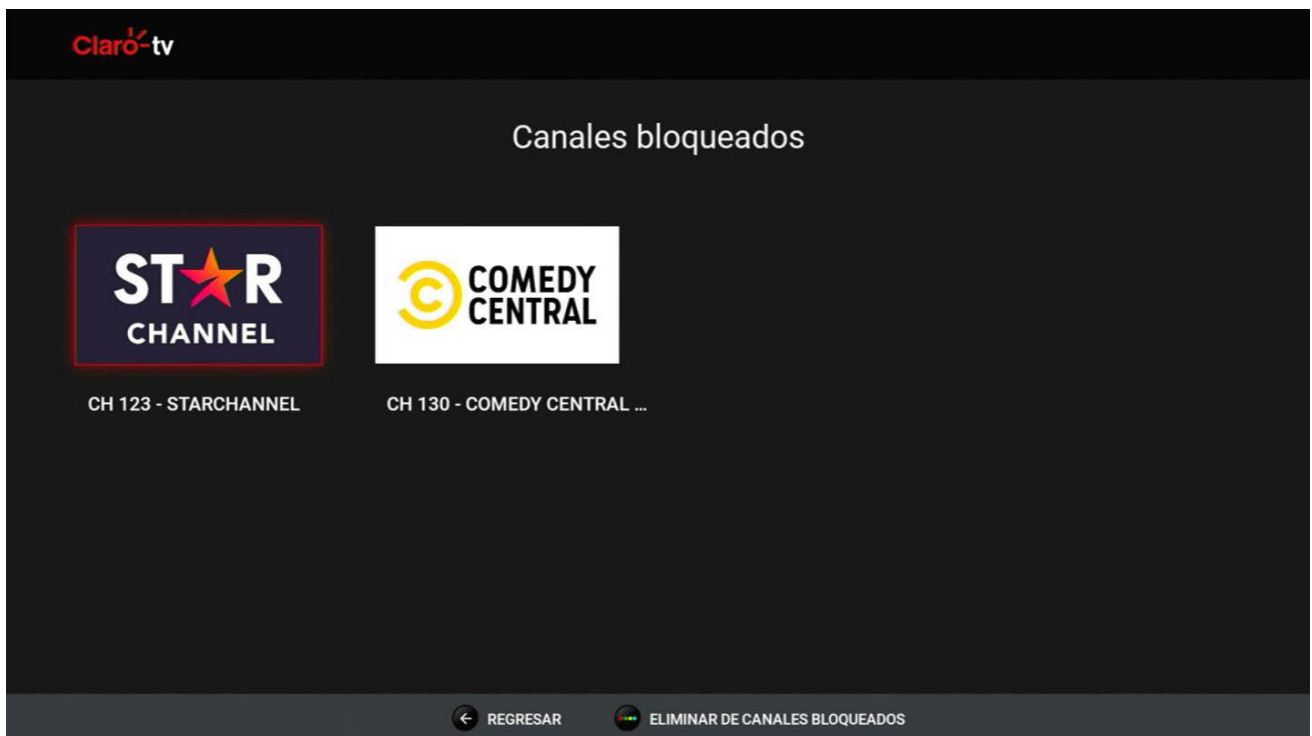 Claro-tv
Canales bloqueados
STAR
CHANNEL
COMEDY
CENTRAL
CH 123 - STARCHANNEL
CH 130 - COMEDY CENTRAL ...
REGRESAR
ELIMINAR DE CANALES BLOQUEADOS